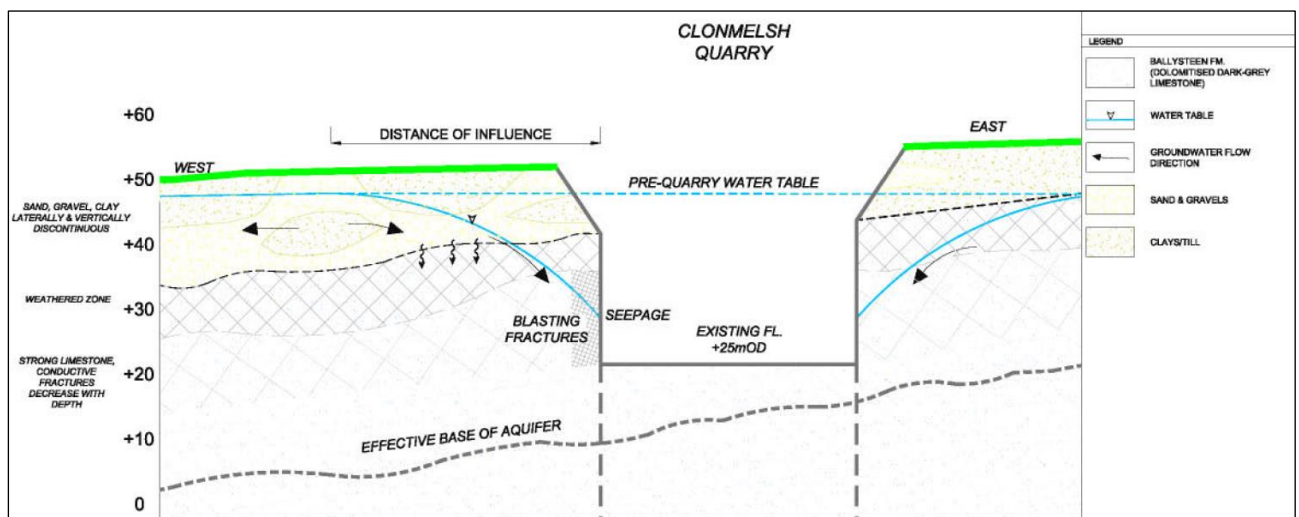 CLONMELSH
QUARRY
LEGEND
BALLYSTEEN FM.
(DOLOMITISED DARK-GREY
LIMESTONE)
WATER TABLE
GROUNDWATER FLOW
DIRECTION
SAND & GRAVELS
CLAYS/TILL
+60
DISTANCE OF INFLUENCE
EAST
WEST
+50
PRE-QUARRY WATER TABLE
SAND, GRAVEL, CLAY
LATERALLY & VERTICALLY
DISCONTINUOUS
+40
WEATHERED ZONE
+30
BLASTING
FRACTURES
SEEPAGE
EXISTING FL.
+25mOD
STRONG LIMESTONE,
CONDUCTIVE
FRACTURES
DECREASE WITH
DEPTH
+20
+10
EFFECTIVE BASE OF AQUIFER
0